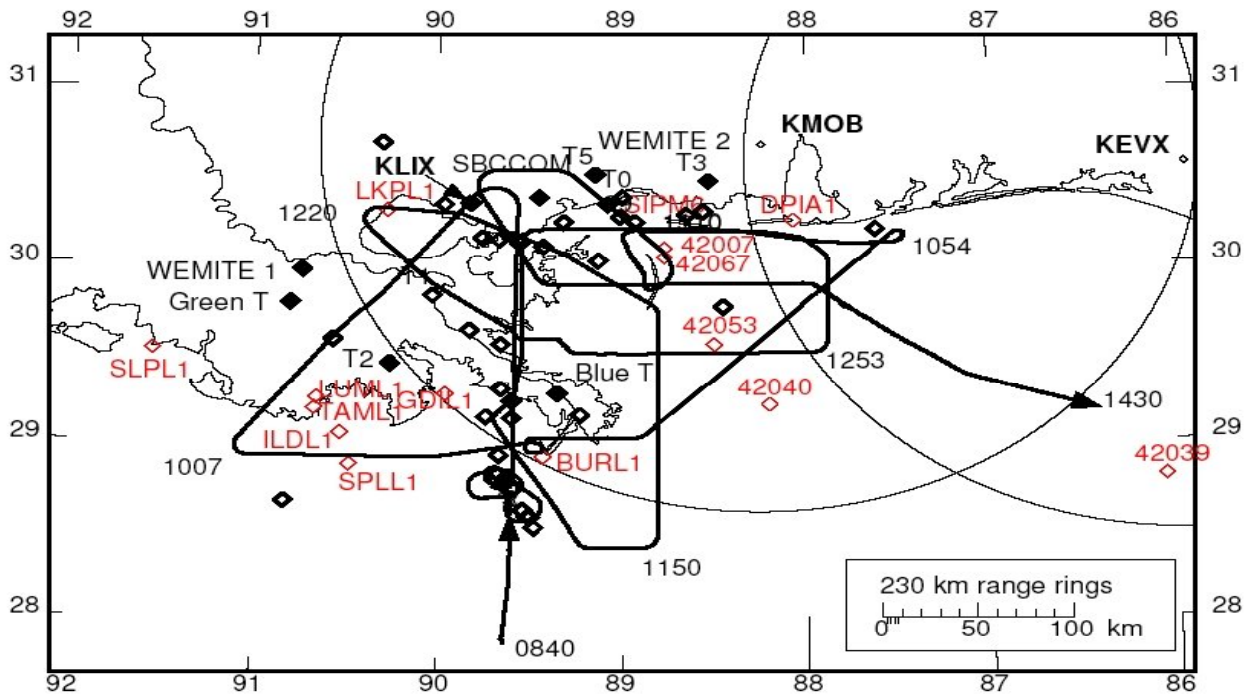 92 91 90 89 88 87 86
31 31
KMOB
WEMITE 2
KEVX
T5 T3
SBCCOM
KLIX
T0
LKPL1
SIPM6
DPIA1
1220
1054
30 30
42007
WEMITE 1
42067
Green T
42053
SLPL1
T2
1253
Blue T
LUML1
GDIL1
42040
1430
TAML1
29 29
ILDL1
42039
1007
BURL1
SPLL1
1150
230 km range rings
28 28
0 50 100 km
0840
92 91 90 89 88 87 86